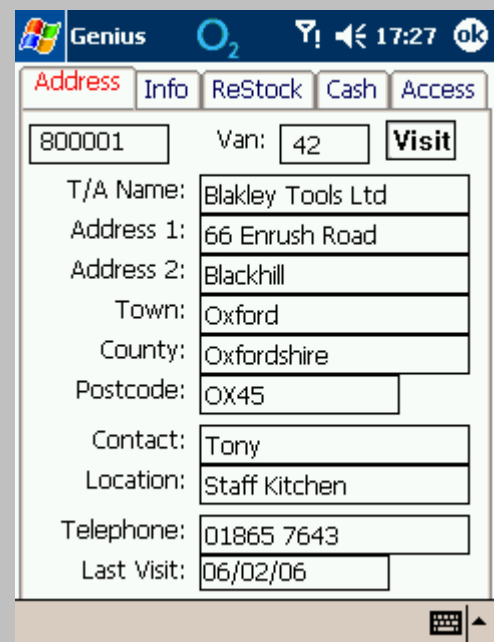 Genius O2 17:27 ok
Address Info ReStock Cash Access
800001 Van: 42 Visit
T/A Name: Blakley Tools Ltd
Address 1: 66 Enrush Road
Address 2: Blackhill
Town: Oxford
County: Oxfordshire
Postcode: OX45
Contact: Tony
Location: Staff Kitchen
Telephone: 01865 7643
Last Visit: 06/02/06